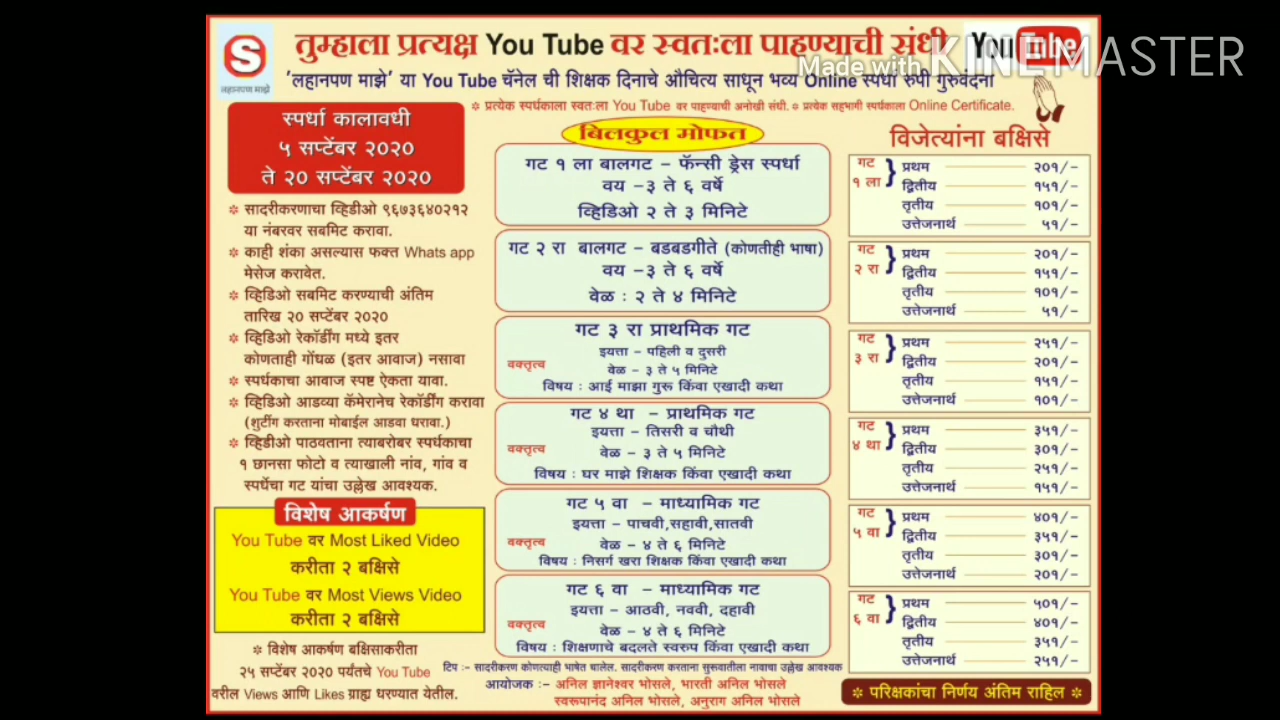 S
लहानपण माझे
तुम्हाला प्रत्यक्ष You Tube वर स्वतःला पाहण्याची संधी
You Tube
Made with KINEMASTER
'लहानपण माझे' या You Tube चॅनेल ची शिक्षक दिनाचे औचित्य साधून भव्य Online स्पर्धा रुपी गुरुवंदना
* प्रत्येक स्पर्धकाला स्वतःला You Tube वर पाहण्याची अनोखी संधी. * प्रत्येक सहभागी स्पर्धकाला Online Certificate.
स्पर्धा कालावधी
५ सप्टेंबर २०२०
ते २० सप्टेंबर २०२०
* सादरीकरणाचा व्हिडीओ ९६७३६४०२१२
या नंबरवर सबमिट करावा.
* काही शंका असल्यास फक्त Whats app
मेसेज करावेत.
* व्हिडिओ सबमिट करण्याची अंतिम
तारिख २० सप्टेंबर २०२०
* व्हिडिओ रेकॉर्डींग मध्ये इतर
कोणताही गोंघळ (इतर आवाज) नसावा
* स्पर्धकाचा आवाज स्पष्ट ऐकता यावा.
* व्हिडिओ आडव्या कॅमेरानेच रेकॉर्डींग करावा
(शुटींग करताना मोबाईल आडवा धरावा.)
* व्हिडीओ पाठवताना त्याबरोबर स्पर्धकाचा
१ छानसा फोटो व त्याखाली नांव, गांव व
स्पर्धेचा गट यांचा उल्लेख आवश्यक.
विशेष आकर्षण
You Tube वर Most Liked Video
करीता २ बक्षिसे
You Tube वर Most Views Video
करीता २ बक्षिसे
* विशेष आकर्षण बक्षिसाकरीता
२५ सप्टेंबर २०२० पर्यंतचे You Tube
वरील Views आणि Likes ग्राह्य धरण्यात येतील.
बिलकुल मोफत
गट १ ला बालगट – फॅन्सी ड्रेस स्पर्धा
वय –३ ते ६ वर्षे
व्हिडिओ २ ते ३ मिनिटे
गट २ रा बालगट – बडबडगीते (कोणतीही भाषा)
वय –३ ते ६ वर्षे
वेळ : २ ते ४ मिनिटे
गट ३ रा प्राथमिक गट
इयत्ता – पहिली व दुसरी
वक्तृत्व
वेळ – ३ ते ५ मिनिटे
विषय : आई माझा गुरू किंवा एखादी कथा
गट ४ था – प्राथमिक गट
इयत्ता – तिसरी व चौथी
वक्तृत्व
वेळ – ३ ते ५ मिनिटे
विषय : घर माझे शिक्षक किंवा एखादी कथा
गट ५ वा – माध्यामिक गट
इयत्ता – पाचवी,सहावी,सातवी
वक्तृत्व
वेळ – ४ ते ६ मिनिटे
विषय : निसर्ग खरा शिक्षक किंवा एखादी कथा
गट ६ वा – माध्यामिक गट
इयत्ता – आठवी, नववी, दहावी
वक्तृत्व
वेळ – ४ ते ६ मिनिटे
विषय : शिक्षणाचे बदलते स्वरुप किंवा एखादी कथा
टिप :- सादरीकरण कोणत्याही भाषेत चालेल. सादरीकरण करताना सुरूवातीला नावाचा उल्लेख आवश्यक
आयोजक :– अनिल ज्ञानेश्वर भोसले, भारती अनिल भोसले
स्वरूपानंद अनिल भोसले, अनुराग अनिल भोसले
विजेत्यांना बक्षिसे
गट १ ला
प्रथम २०१/-
द्वितीय १५१/-
तृतीय १०१/-
उत्तेजनार्थ ५१/-
गट २ रा
प्रथम २०१/-
द्वितीय १५१/-
तृतीय १०१/-
उत्तेजनार्थ ५१/-
गट ३ रा
प्रथम २५१/-
द्वितीय २०१/-
तृतीय १५१/-
उत्तेजनार्थ १०१/-
गट ४ था
प्रथम ३५१/-
द्वितीय ३०१/-
तृतीय २५१/-
उत्तेजनार्थ १५१/-
गट ५ वा
प्रथम ४०१/-
द्वितीय ३५१/-
तृतीय ३०१/-
उत्तेजनार्थ २०१/-
गट ६ वा
प्रथम ५०१/-
द्वितीय ४०१/-
तृतीय ३५१/-
उत्तेजनार्थ २५१/-
* परिक्षकांचा निर्णय अंतिम राहिल *